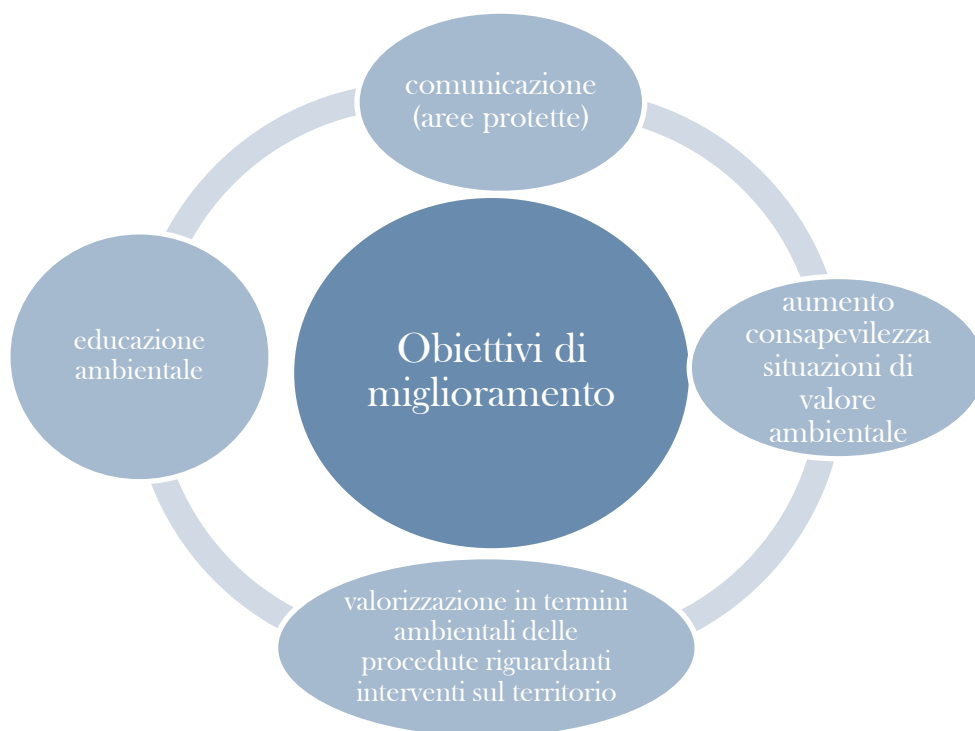 comunicazione
(aree protette)
Obiettivi di
miglioramento
aumento
consapevilezza
situazioni di
valore
ambientale
valorizzazione in termini
ambientali delle
procedute riguardanti
interventi sul territorio
educazione
ambientale